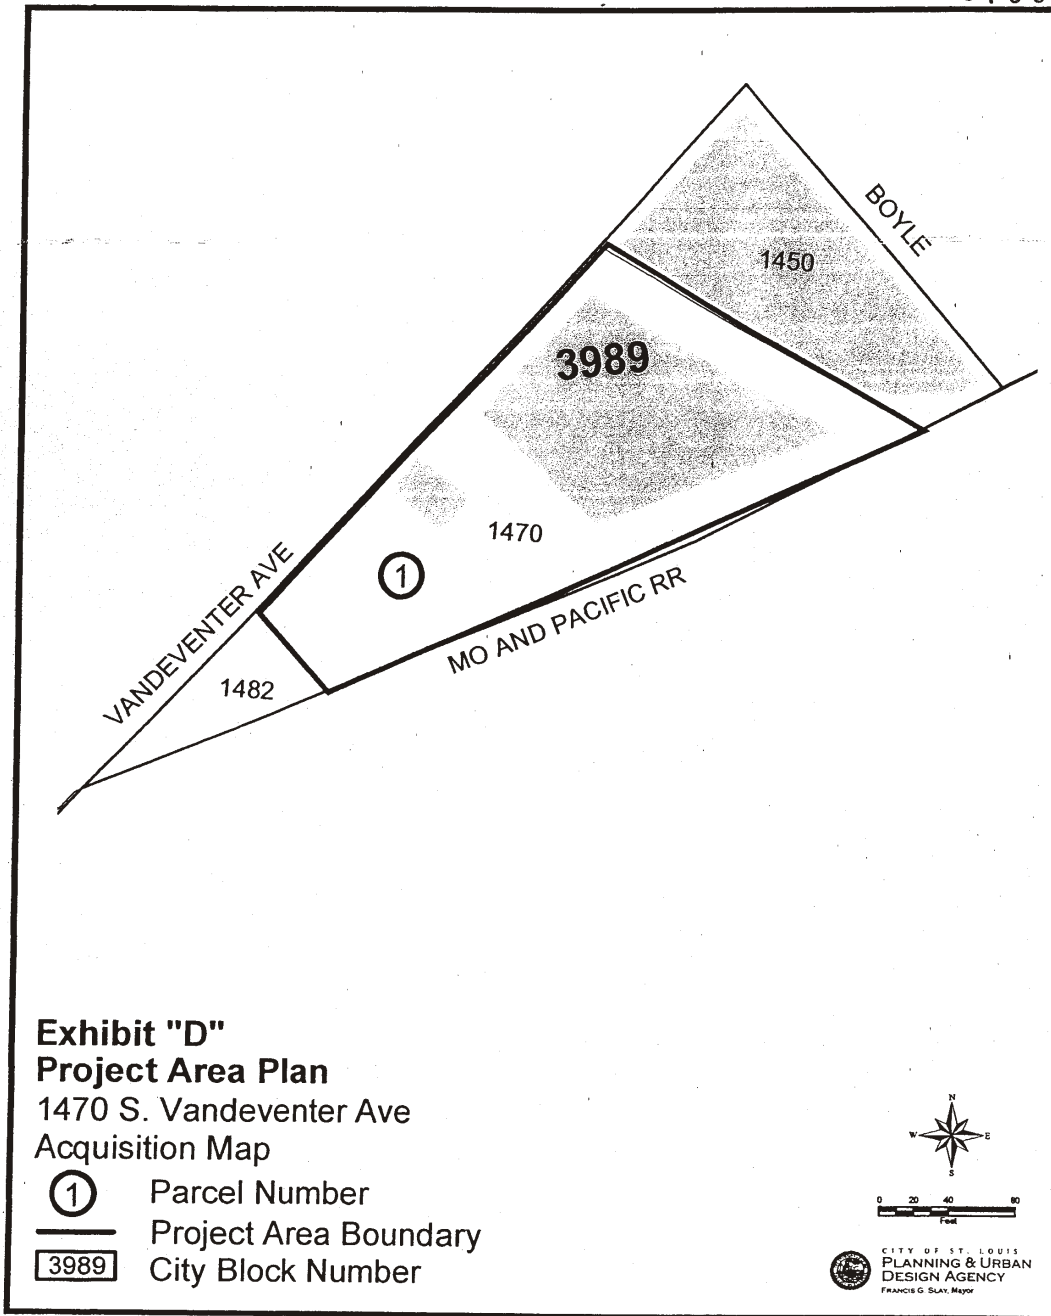 BOYLE
1450
3989
1470
1
VANDEVENTER AVE
MO AND PACIFIC RR
1482
Exhibit "D"
Project Area Plan
1470 S. Vandeventer Ave
Acquisition Map
1 Parcel Number
Project Area Boundary
3989 City Block Number
N
W E
S
0 20 40 80
Feet
CITY OF ST. LOUIS
PLANNING & URBAN
DESIGN AGENCY
FRANCIS G. SLAY, Mayor